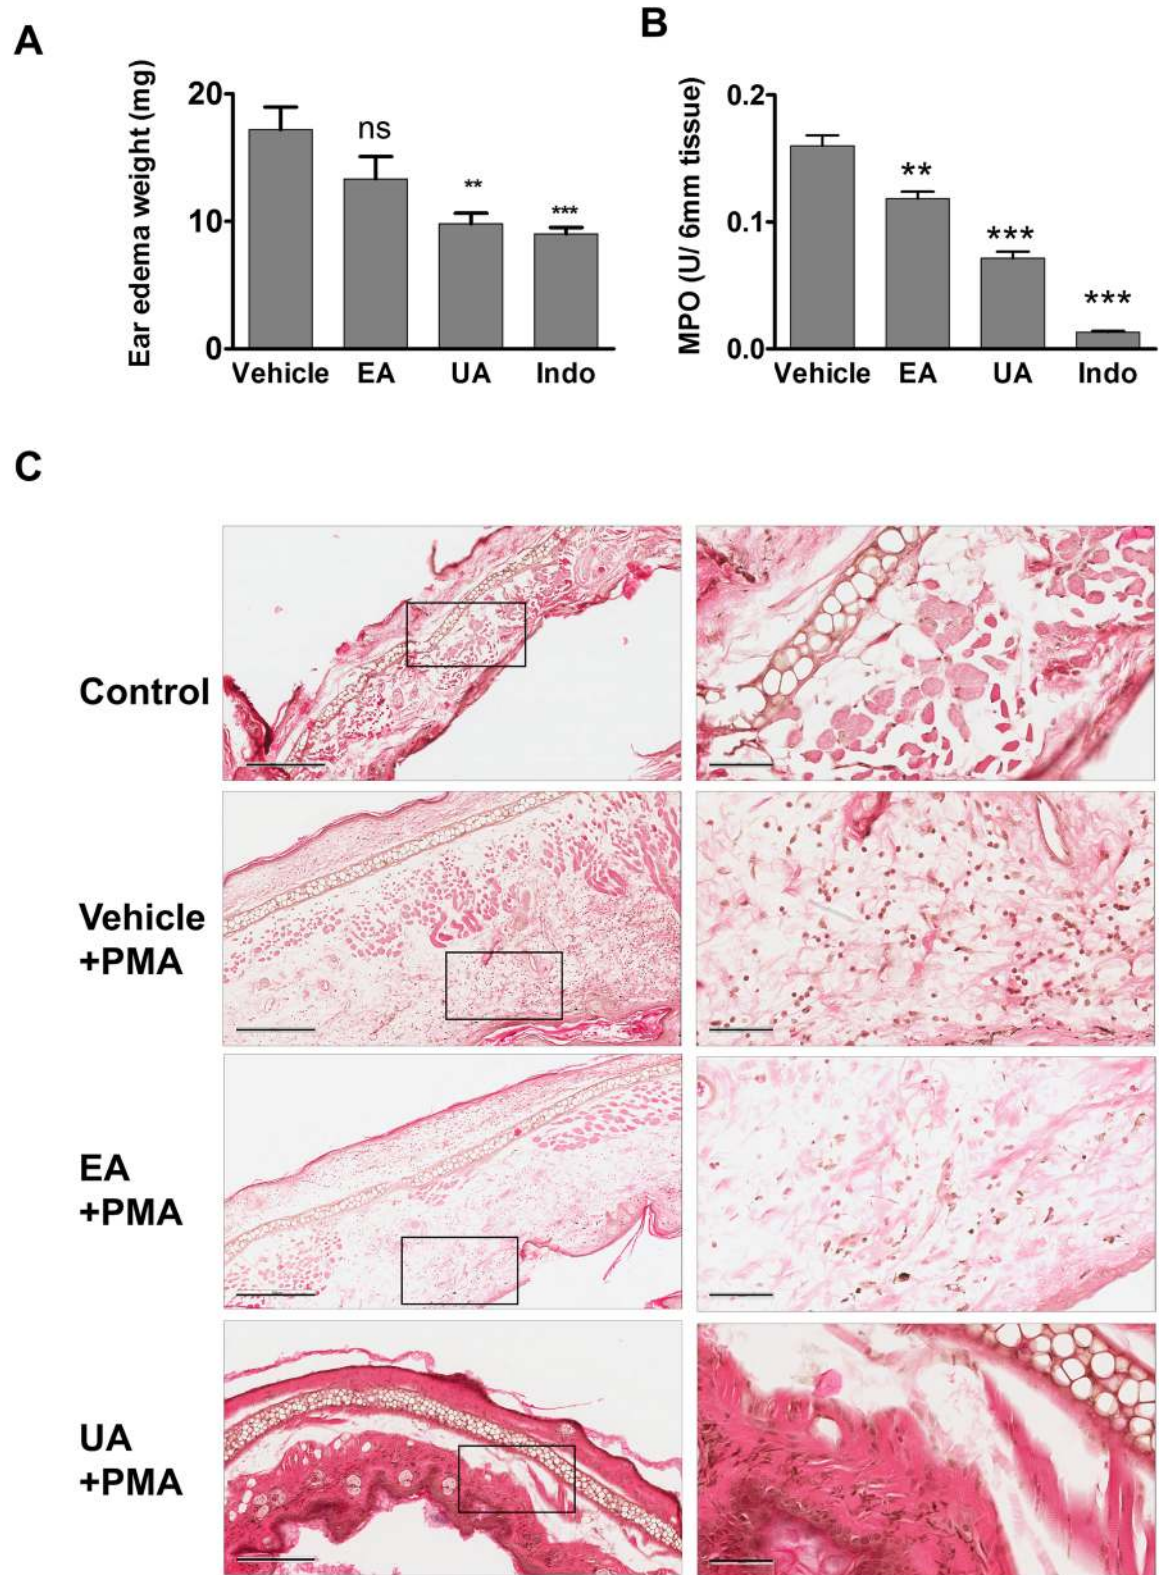 A
B
Ear edema weight (mg)
20
10
0
ns
**
***
Vehicle EA UA Indo
MPO (U/ 6mm tissue)
0.2
0.1
0.0
**
***
***
Vehicle EA UA Indo
C
Control
Vehicle
+PMA
EA
+PMA
UA
+PMA